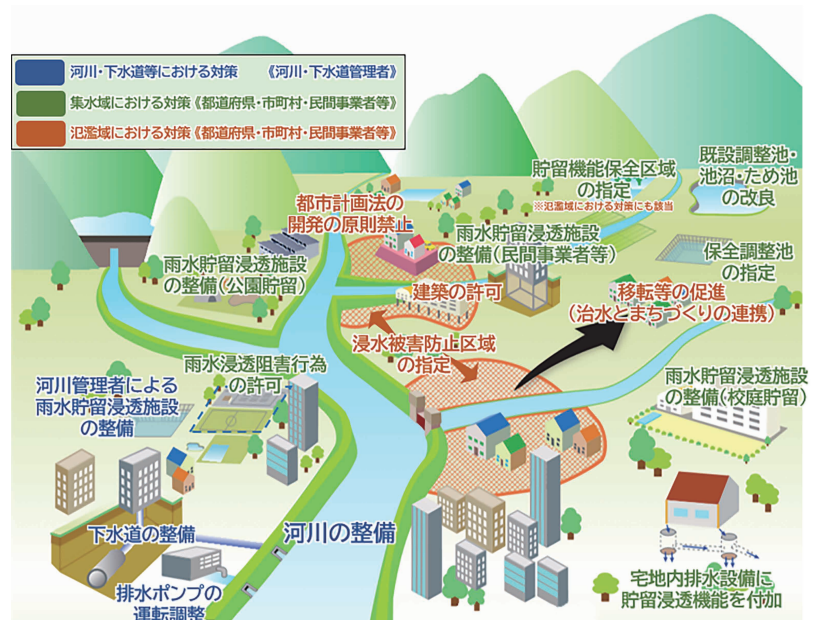 河川・下水道等における対策　《河川・下水道管理者》
集水域における対策《都道府県・市町村・民間事業者等》
氾濫域における対策《都道府県・市町村・民間事業者等》
貯留機能保全区域
の指定
※氾濫域における対策にも該当
既設調整池・
池沼・ため池
の改良
都市計画法の
開発の原則禁止
雨水貯留浸透施設
の整備(民間事業者等)
保全調整池
の指定
雨水貯留浸透施設
の整備(公園貯留)
建築の許可
移転等の促進
(治水とまちづくりの連携)
浸水被害防止区域
の指定
雨水浸透阻害行為
の許可
河川管理者による
雨水貯留浸透施設
の整備
雨水貯留浸透施設
の整備(校庭貯留)
下水道の整備
河川の整備
排水ポンプの
運転調整
宅地内排水設備に
貯留浸透機能を付加